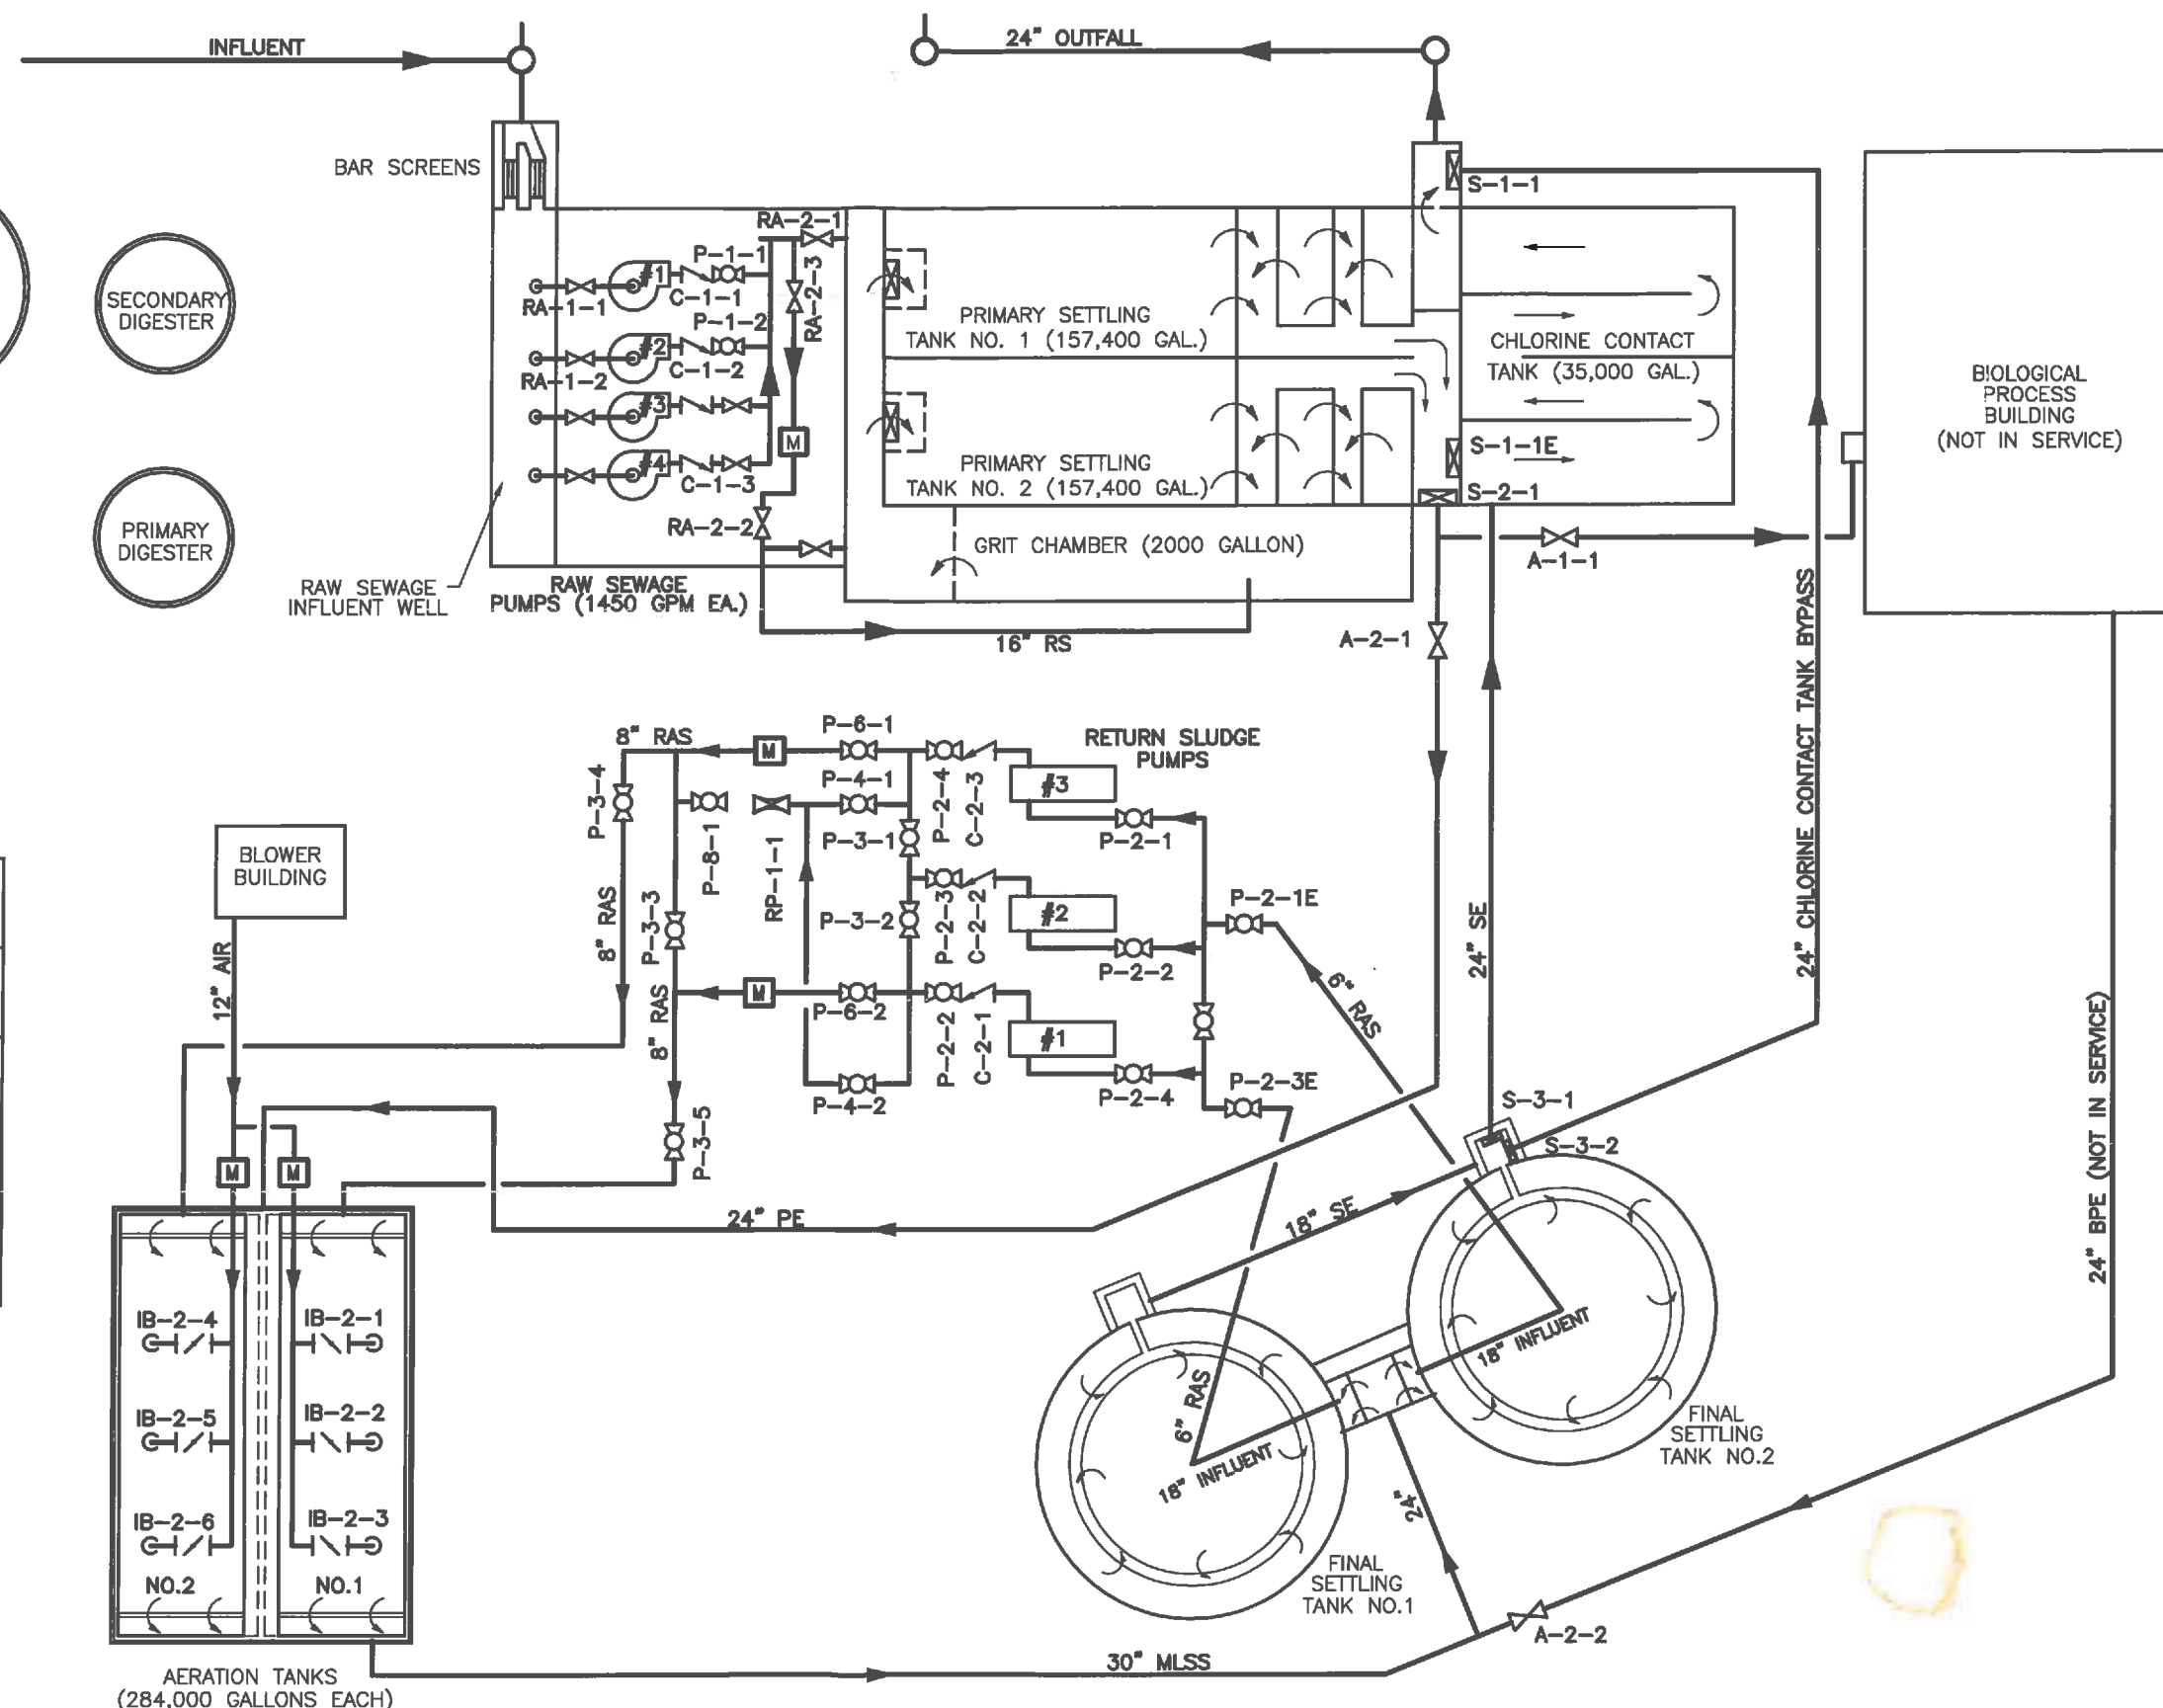 INFLUENT
24" OUTFALL
BAR SCREENS
S-1-1
RA-2-1
P-1-1
#1
RA-2-3
C-1-1
RA-1-1
SECONDARY
DIGESTER
PRIMARY SETTLING
TANK NO. 1 (157,400 GAL.)
CHLORINE CONTACT
TANK (35,000 GAL.)
P-1-2
#2
C-1-2
RA-1-2
#3
M
#4
C-1-3
BIOLOGICAL
PROCESS
BUILDING
(NOT IN SERVICE)
S-1-1E
PRIMARY SETTLING
TANK NO. 2 (157,400 GAL.)
S-2-1
RA-2-2
PRIMARY
DIGESTER
GRIT CHAMBER (2000 GALLON)
A-1-1
RAW SEWAGE
INFLUENT WELL
RAW SEWAGE
PUMPS (1450 GPM EA.)
16" RS
A-2-1
24" CHLORINE CONTACT TANK BYPASS
P-6-1
8" RAS
M
RETURN SLUDGE
PUMPS
P-3-4
P-4-1
P-2-4
C-2-3
#3
P-8-1
RP-1-1
P-3-1
P-2-1
BLOWER
BUILDING
8" RAS
P-3-3
P-3-2
P-2-3
C-2-2
#2
P-2-1E
P-2-2
24" SE
12" AIR
8" RAS
M
P-6-2
P-2-2
C-2-1
#1
6" RAS
P-4-2
P-2-4
P-2-3E
24" BPE (NOT IN SERVICE)
P-3-5
S-3-1
S-3-2
M
M
24" PE
18" SE
IB-2-4
IB-2-1
18" INFLUENT
IB-2-5
IB-2-2
6" RAS
18" INFLUENT
FINAL
SETTLING
TANK NO.2
24"
IB-2-6
IB-2-3
NO.2
NO.1
FINAL
SETTLING
TANK NO.1
A-2-2
30" MLSS
AERATION TANKS
(284,000 GALLONS EACH)